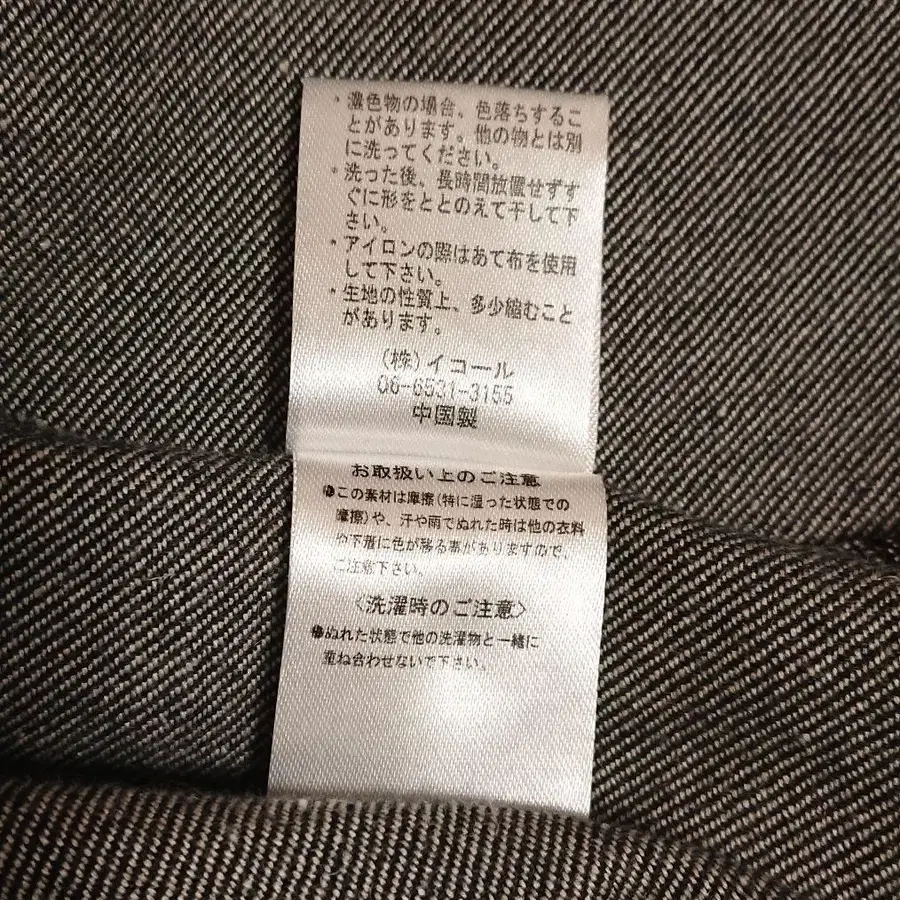 ・濃色物の場合、色落ちするこ
とがあります。他の物とは別
に洗ってください。
・洗った後、長時間放置せずす
ぐに形をととのえて干して下
さい。
・アイロンの際はあて布を使用
して下さい。
・生地の性質上、多少縮むこと
があります。
(株)イコール
06-6531-3155
中国製
お取扱い上のご注意
●この素材は摩擦(特に湿った状態での
摩擦)や、汗や雨でぬれた時は他の衣料
や下着に色が移る事がありますので、
ご注意下さい。
〈洗濯時のご注意〉
●ぬれた状態で他の洗濯物と一緒に
重ね合わせないで下さい。